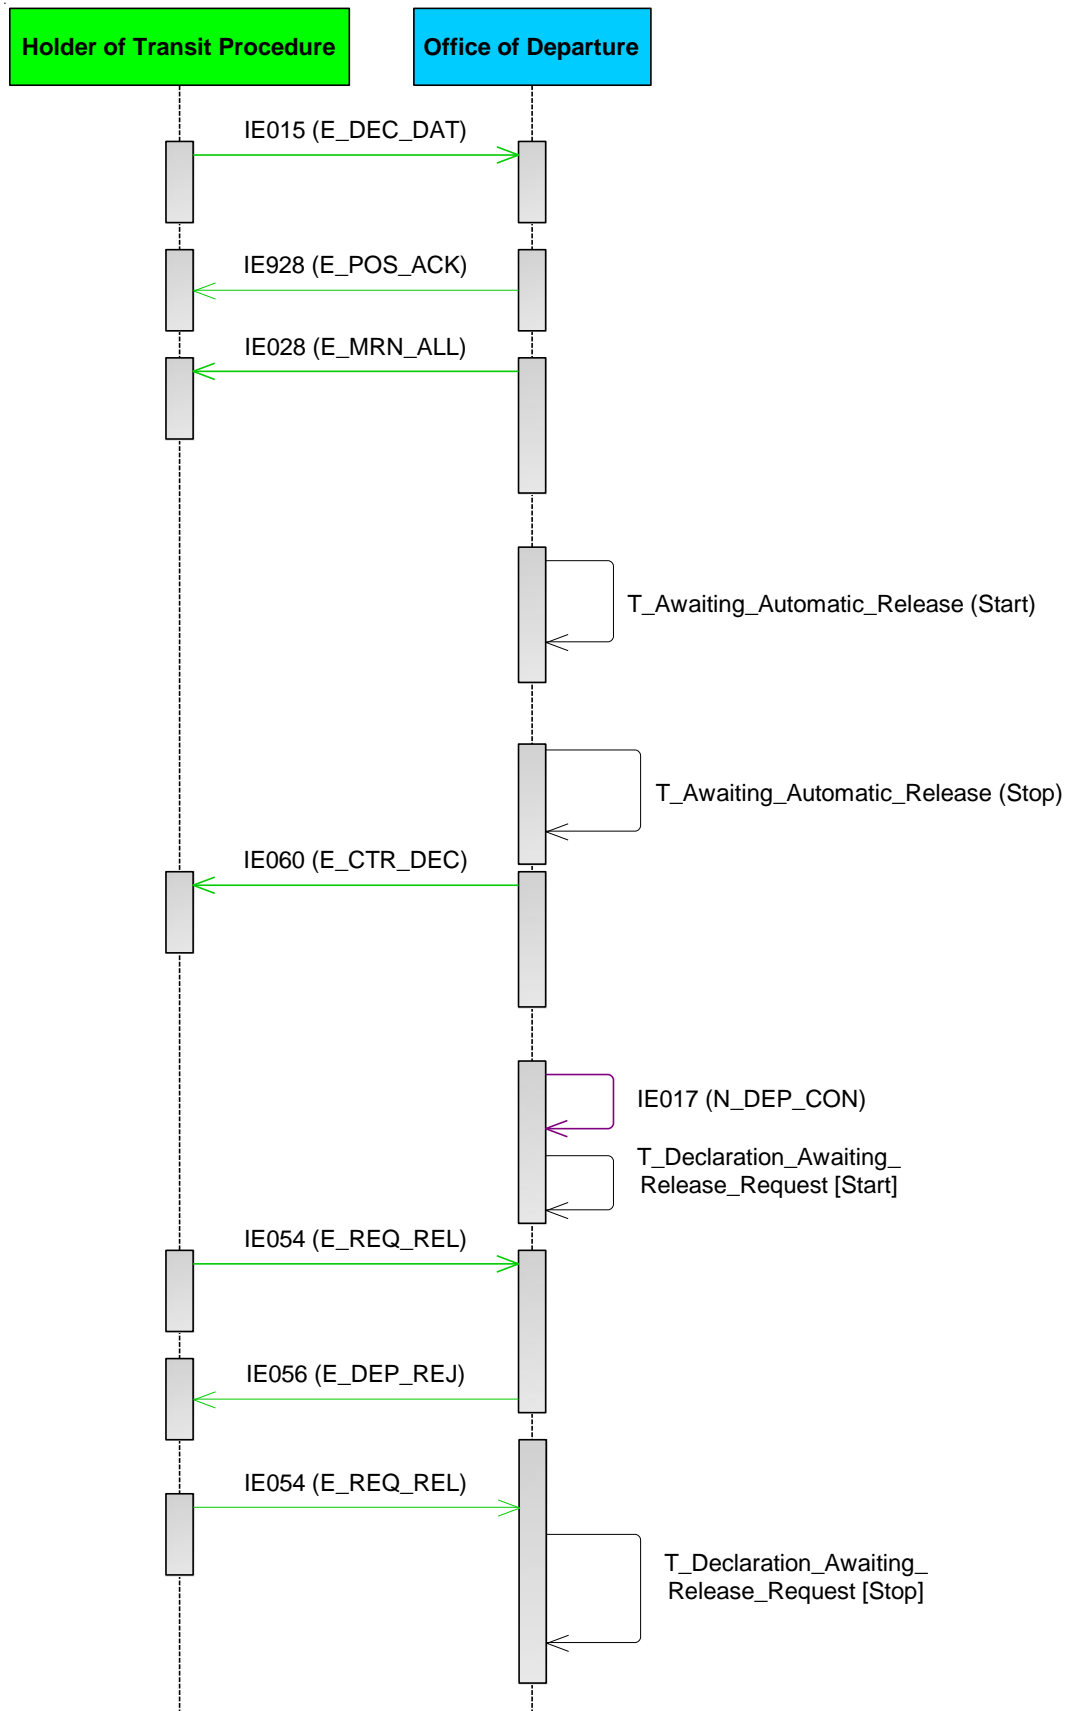 Holder of Transit Procedure
Office of Departure
IE015 (E_DEC_DAT)
IE928 (E_POS_ACK)
IE028 (E_MRN_ALL)
T_Awaiting_Automatic_Release (Start)
T_Awaiting_Automatic_Release (Stop)
IE060 (E_CTR_DEC)
IE017 (N_DEP_CON)
T_Declaration_Awaiting_
Release_Request [Start]
IE054 (E_REQ_REL)
IE056 (E_DEP_REJ)
IE054 (E_REQ_REL)
T_Declaration_Awaiting_
Release_Request [Stop]